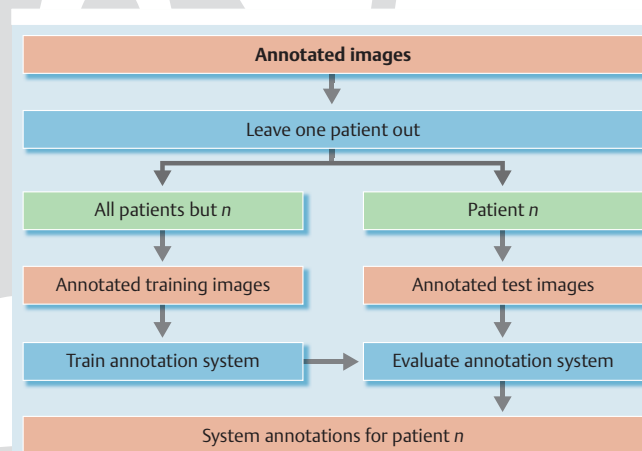 Annotated images
Leave one patient out
All patients but n
Patient n
Annotated training images
Annotated test images
Train annotation system
Evaluate annotation system
System annotations for patient n